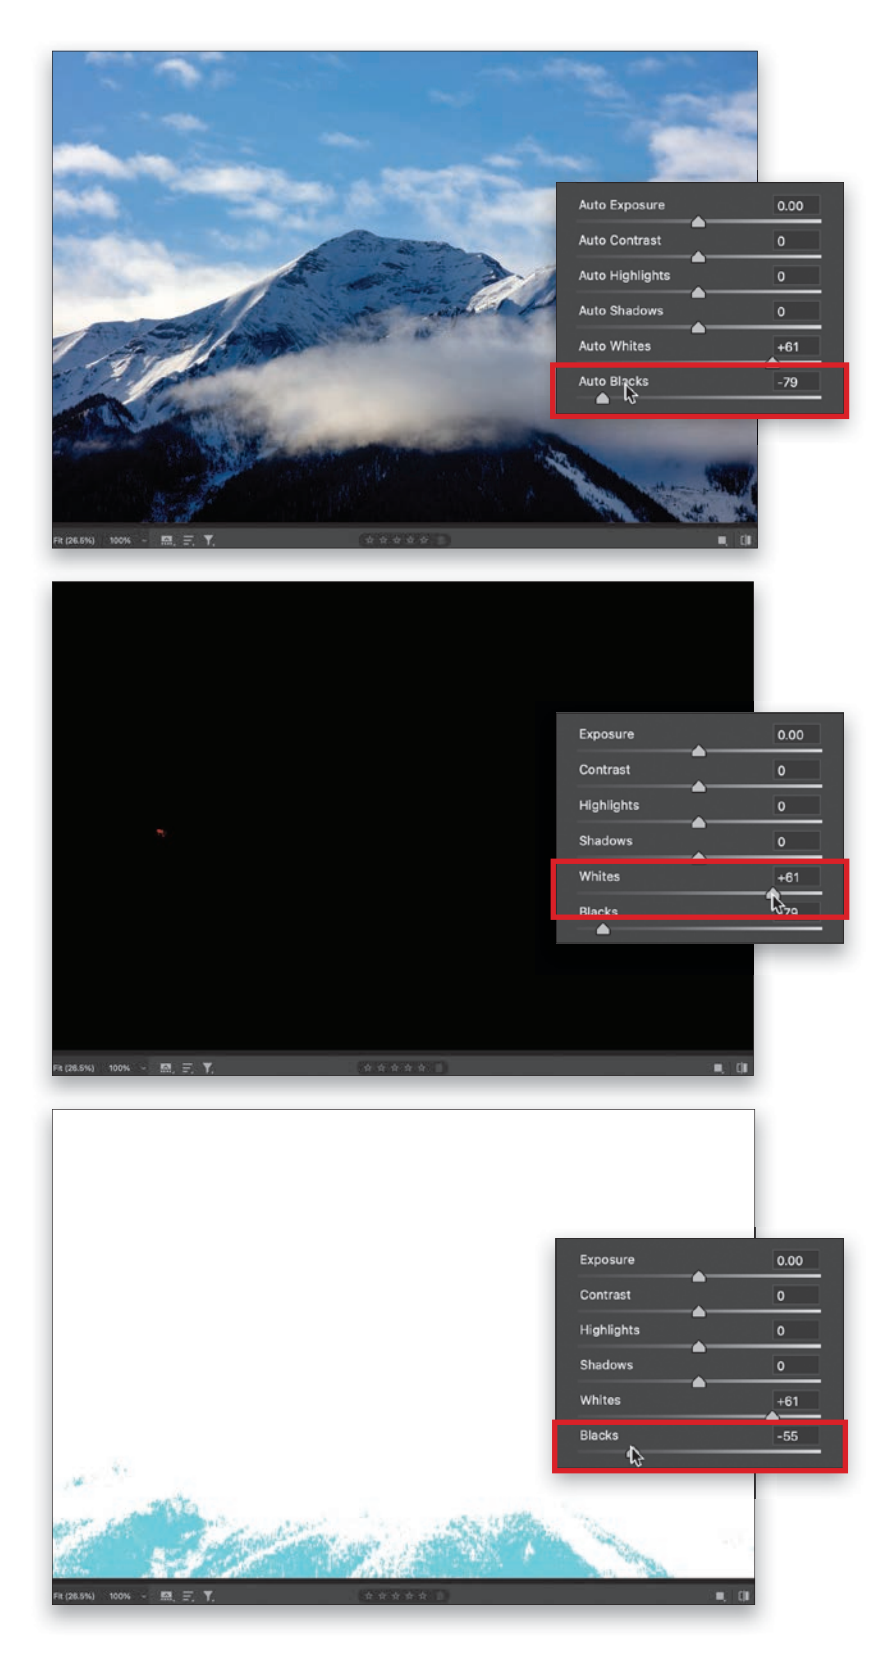 Auto Exposure 0.00
Auto Contrast 0
Auto Highlights 0
Auto Shadows 0
Auto Whites +61
Auto Blacks -79
Fit (26.5%) 100%
Exposure 0.00
Contrast 0
Highlights 0
Shadows 0
Whites +61
Blacks -79
Fit (26.5%) 100%
Exposure 0.00
Contrast 0
Highlights 0
Shadows 0
Whites +61
Blacks -55
Fit (26.5%) 100%